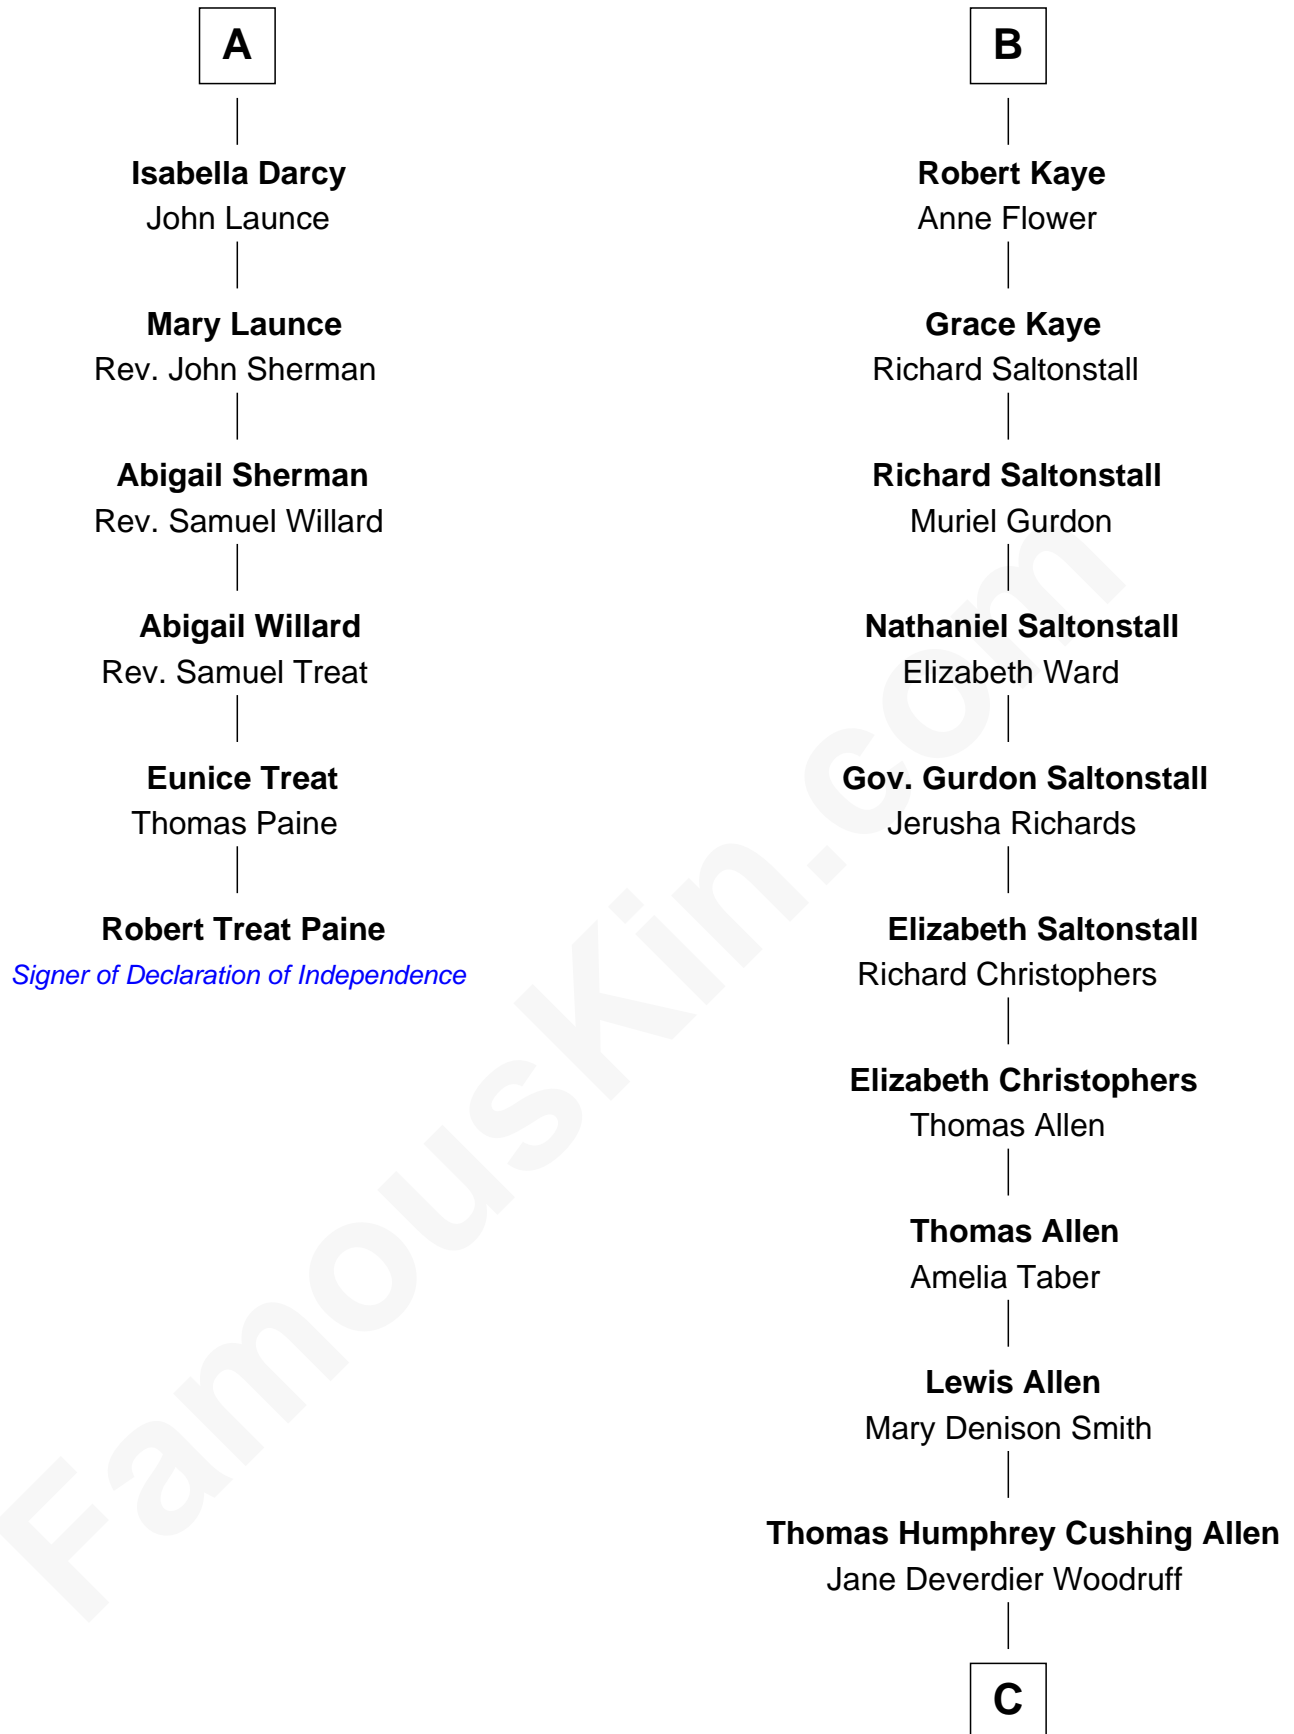 A
Isabella Darcy
John Launce
Mary Launce
Rev. John Sherman
Abigail Sherman
Rev. Samuel Willard
Abigail Willard
Rev. Samuel Treat
Eunice Treat
Thomas Paine
Robert Treat Paine
Signer of Declaration of Independence
B
Robert Kaye
Anne Flower
Grace Kaye
Richard Saltonstall
Richard Saltonstall
Muriel Gurdon
Nathaniel Saltonstall
Elizabeth Ward
Gov. Gurdon Saltonstall
Jerusha Richards
Elizabeth Saltonstall
Richard Christophers
Elizabeth Christophers
Thomas Allen
Thomas Allen
Amelia Taber
Lewis Allen
Mary Denison Smith
Thomas Humphrey Cushing Allen
Jane Deverdier Woodruff
C
FamousKin.com